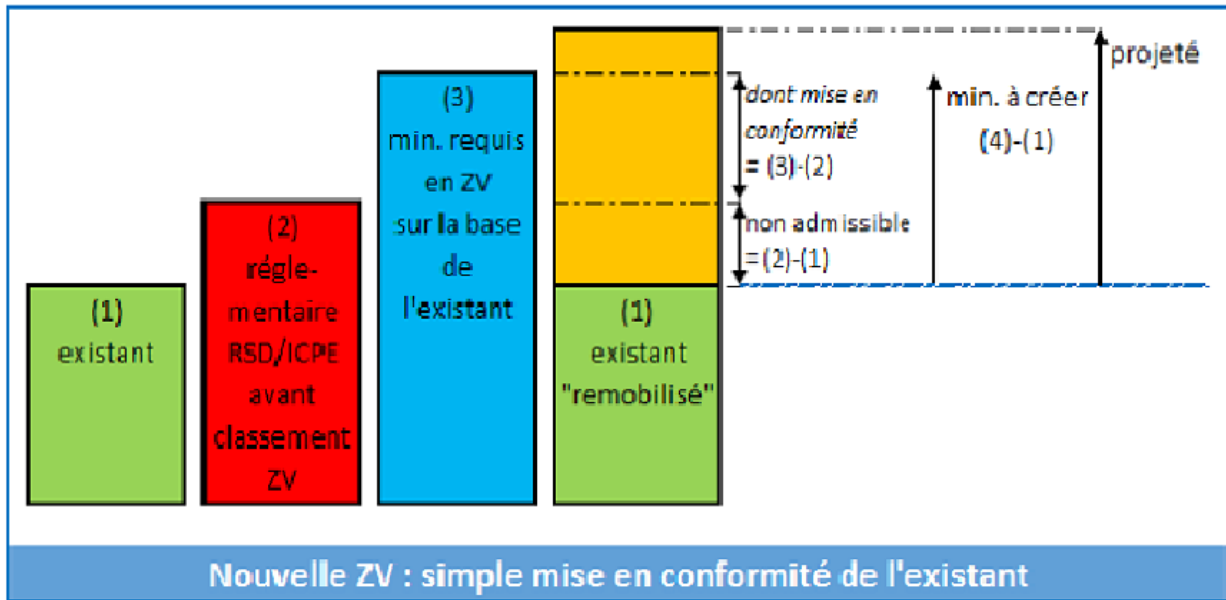 (1)
existant
(2)
régle-
mentaire
RSD/ICPE
avant
classement
ZV
(3)
min. requis
en ZV
sur la base
de
l'existant
(1)
existant
"remobilisé"
dont mise en
conformité
= (3)-(2)
non admissible
=(2)-(1)
min. à créer
(4)-(1)
projeté
Nouvelle ZV : simple mise en conformité de l'existant